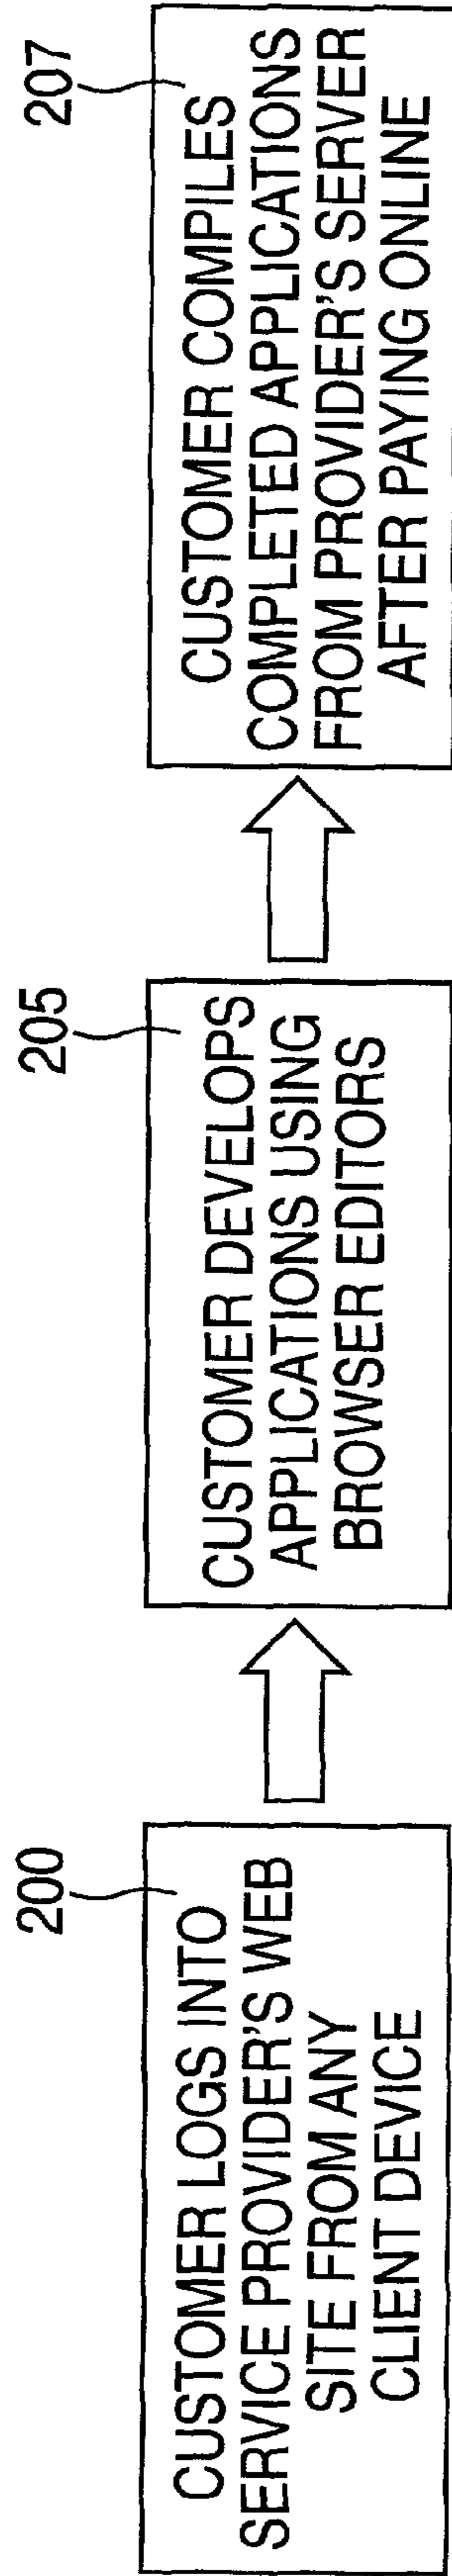 200
CUSTOMER LOGS INTO
SERVICE PROVIDER'S WEB
SITE FROM ANY
CLIENT DEVICE
205
CUSTOMER DEVELOPS
APPLICATIONS USING
BROWSER EDITORS
207
CUSTOMER COMPILES
COMPLETED APPLICATIONS
FROM PROVIDER'S SERVER
AFTER PAYING ONLINE